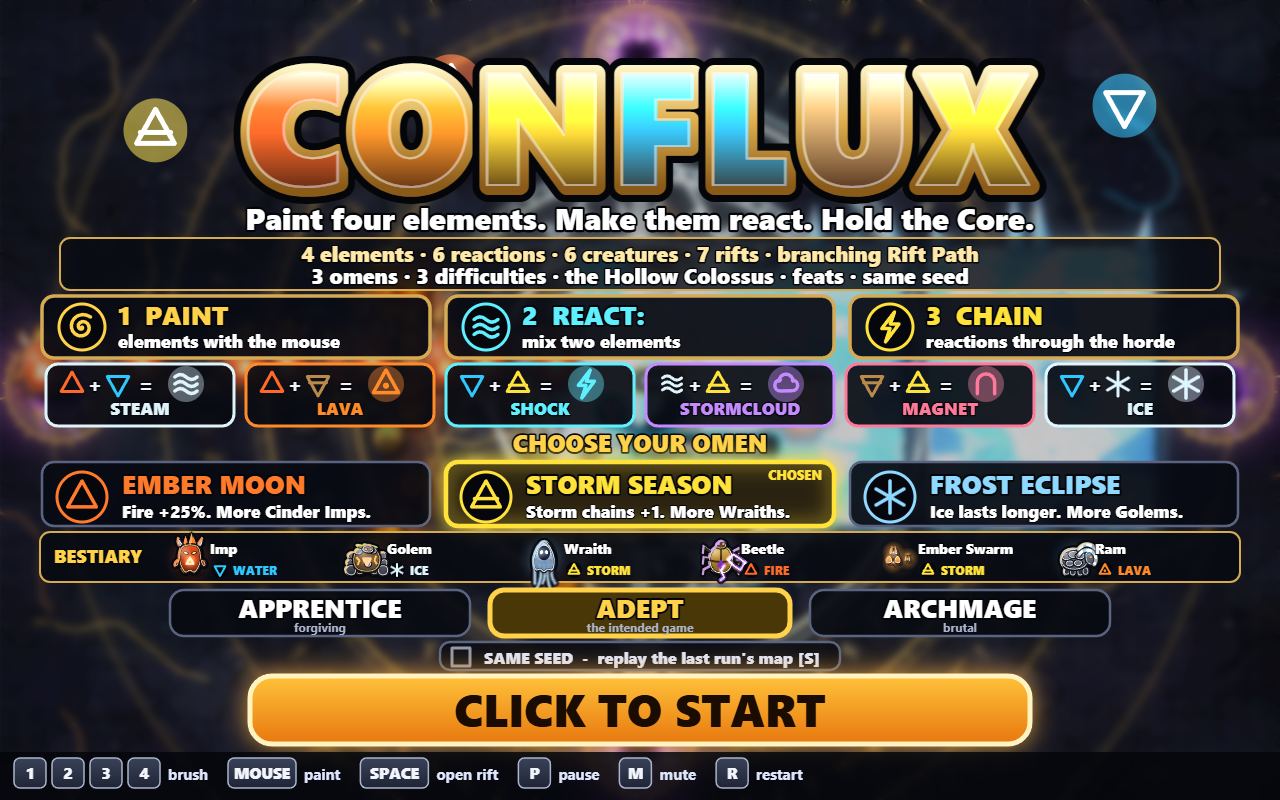 CONFLUX
Paint four elements. Make them react. Hold the Core.
4 elements · 6 reactions · 6 creatures · 7 rifts · branching Rift Path
3 omens · 3 difficulties · the Hollow Colossus · feats · same seed
1 PAINT
elements with the mouse
2 REACT:
mix two elements
3 CHAIN
reactions through the horde
+ =
STEAM
+ =
LAVA
+ =
SHOCK
+ =
STORMCLOUD
+ =
MAGNET
+ =
ICE
CHOOSE YOUR OMEN
EMBER MOON
Fire +25%. More Cinder Imps.
STORM SEASON
CHOSEN
Storm chains +1. More Wraiths.
FROST ECLIPSE
Ice lasts longer. More Golems.
BESTIARY
Imp
WATER
Golem
ICE
Wraith
STORM
Beetle
FIRE
Ember Swarm
STORM
Ram
LAVA
APPRENTICE
forgiving
ADEPT
the intended game
ARCHMAGE
brutal
SAME SEED - replay the last run's map [S]
CLICK TO START
1 2 3 4 brush MOUSE paint SPACE open rift P pause M mute R restart